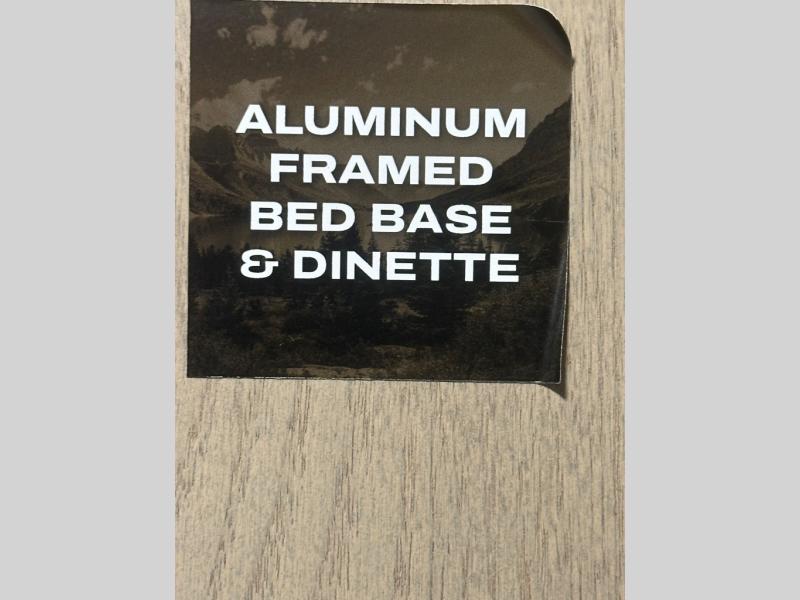 ALUMINUM
FRAMED
BED BASE
& DINETTE